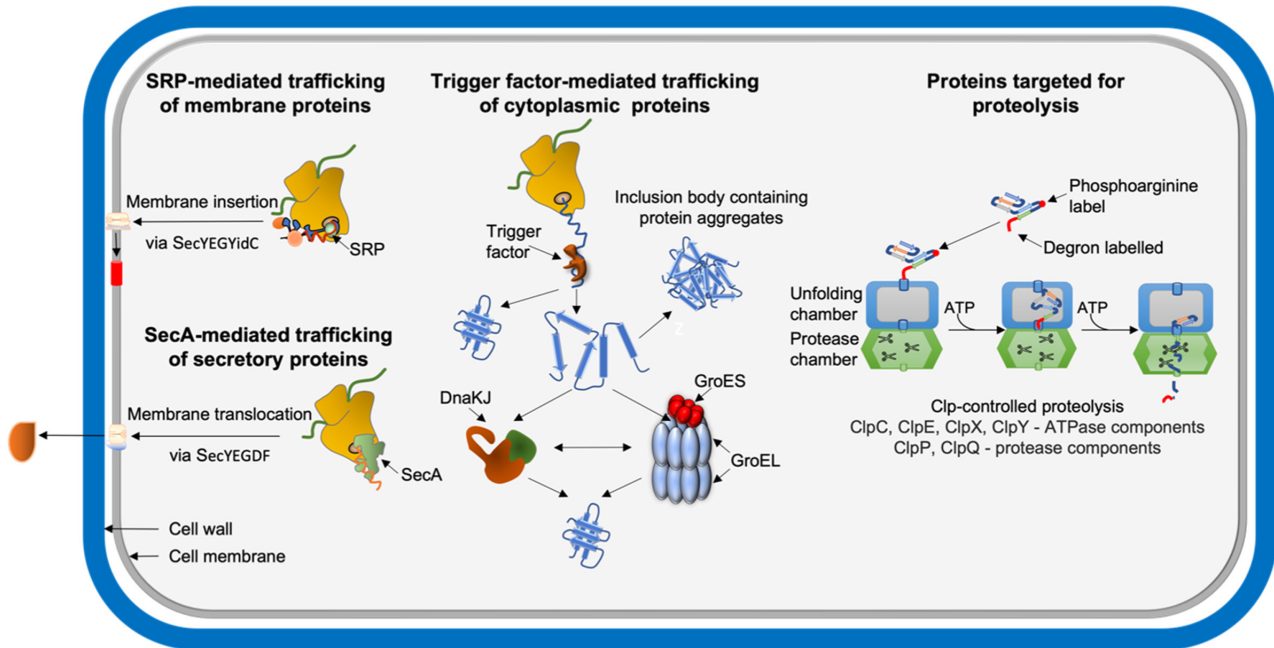 SRP-mediated trafficking
of membrane proteins
Membrane insertion
via SecYEGYidC
SRP
SecA-mediated trafficking
of secretory proteins
Membrane translocation
via SecYEGDF
SecA
Cell wall
Cell membrane
Trigger factor-mediated trafficking
of cytoplasmic proteins
Trigger
factor
Inclusion body containing
protein aggregates
z
DnaKJ
GroES
GroEL
Proteins targeted for
proteolysis
Phosphoarginine
label
Degron labelled
Unfolding
chamber
Protease
chamber
ATP
ATP
Clp-controlled proteolysis
ClpC, ClpE, ClpX, ClpY - ATPase components
ClpP, ClpQ - protease components